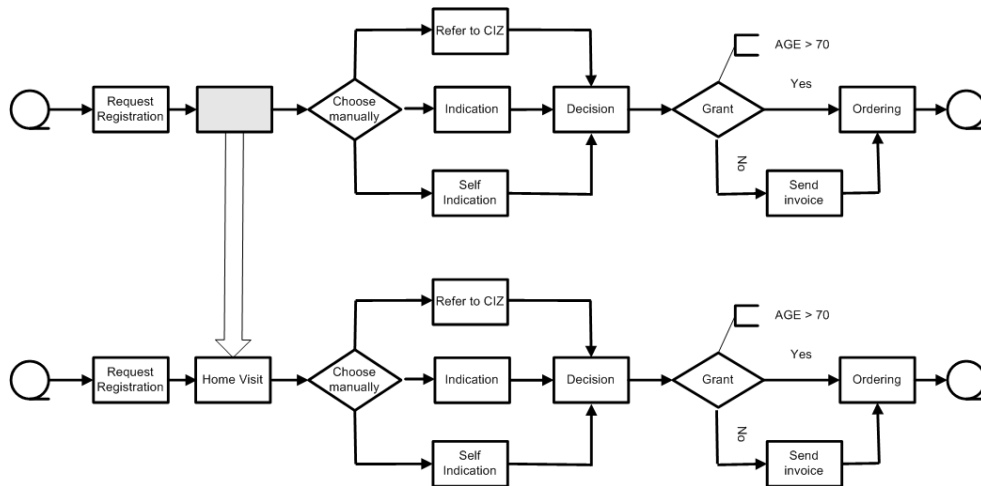 Refer to CIZ
AGE > 70
Yes
Request
Registration
Choose
manually
Indication
Decision
Grant
Ordering
No
Self
Indication
Send
invoice
Refer to CIZ
AGE > 70
Yes
Request
Registration
Home Visit
Choose
manually
Indication
Decision
Grant
Ordering
No
Self
Indication
Send
invoice